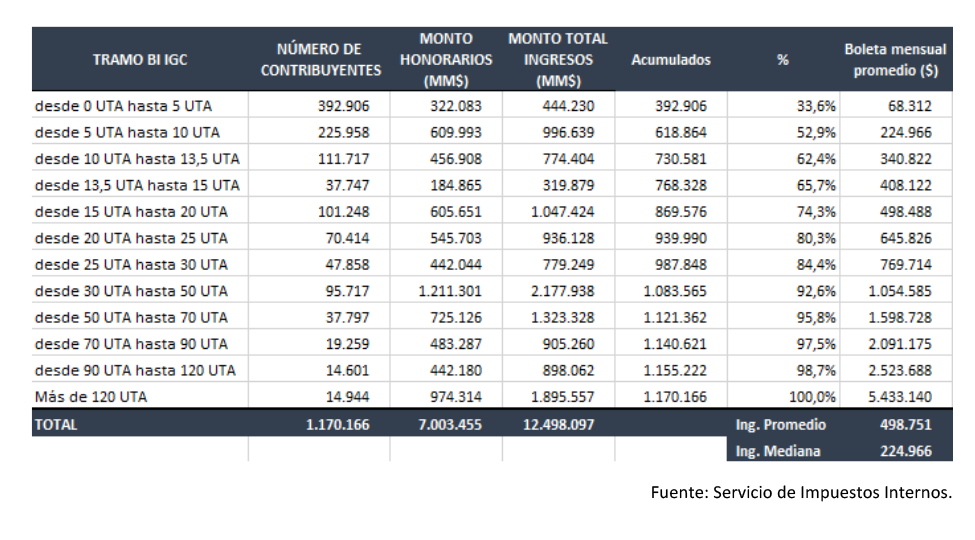 TRAMO BI IGC NÚMERO DE CONTRIBUYENTES MONTO HONORARIOS (MM$) MONTO TOTAL INGRESOS (MM$) Acumulados % Boleta mensual promedio ($)
desde 0 UTA hasta 5 UTA 392.906 322.083 444.230 392.906 33,6% 68.312
desde 5 UTA hasta 10 UTA 225.958 609.993 996.639 618.864 52,9% 224.966
desde 10 UTA hasta 13,5 UTA 111.717 456.908 774.404 730.581 62,4% 340.822
desde 13,5 UTA hasta 15 UTA 37.747 184.865 319.879 768.328 65,7% 408.122
desde 15 UTA hasta 20 UTA 101.248 605.651 1.047.424 869.576 74,3% 498.488
desde 20 UTA hasta 25 UTA 70.414 545.703 936.128 939.990 80,3% 645.826
desde 25 UTA hasta 30 UTA 47.858 442.044 779.249 987.848 84,4% 769.714
desde 30 UTA hasta 50 UTA 95.717 1.211.301 2.177.938 1.083.565 92,6% 1.054.585
desde 50 UTA hasta 70 UTA 37.797 725.126 1.323.328 1.121.362 95,8% 1.598.728
desde 70 UTA hasta 90 UTA 19.259 483.287 905.260 1.140.621 97,5% 2.091.175
desde 90 UTA hasta 120 UTA 14.601 442.180 898.062 1.155.222 98,7% 2.523.688
Más de 120 UTA 14.944 974.314 1.895.557 1.170.166 100,0% 5.433.140
TOTAL 1.170.166 7.003.455 12.498.097 Ing. Promedio 498.751
Ing. Mediana 224.966
Fuente: Servicio de Impuestos Internos.